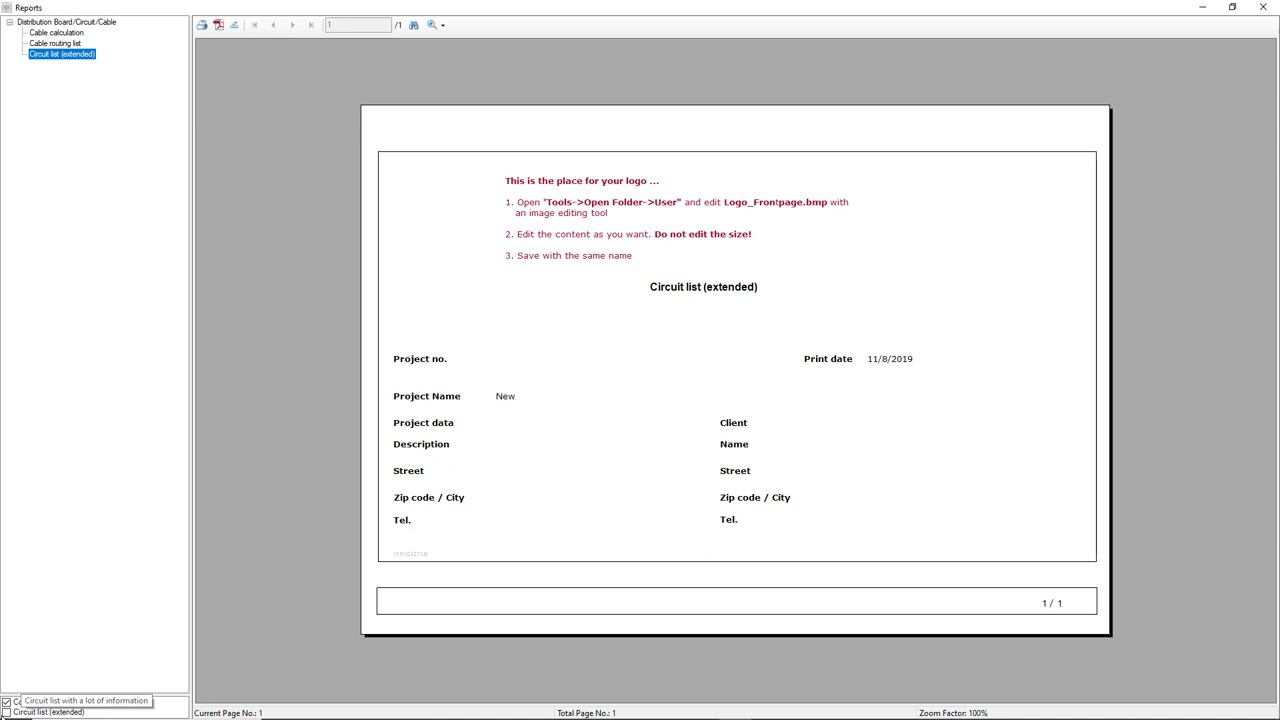 Reports
Distribution Board/Circuit/Cable
Cable calculation
Cable routing list
Circuit list (extended)
1 /1
This is the place for your logo ...
1. Open "Tools->Open Folder->User" and edit Logo_Frontpage.bmp with
an image editing tool
2. Edit the content as you want. Do not edit the size!
3. Save with the same name
Circuit list (extended)
Project no. Print date 11/8/2019
Project Name New
Project data Client
Description Name
Street Street
Zip code / City Zip code / City
Tel. Tel.
1 / 1
Circuit list with a lot of information
Circuit list (extended)
Current Page No.: 1 Total Page No.: 1 Zoom Factor: 100%